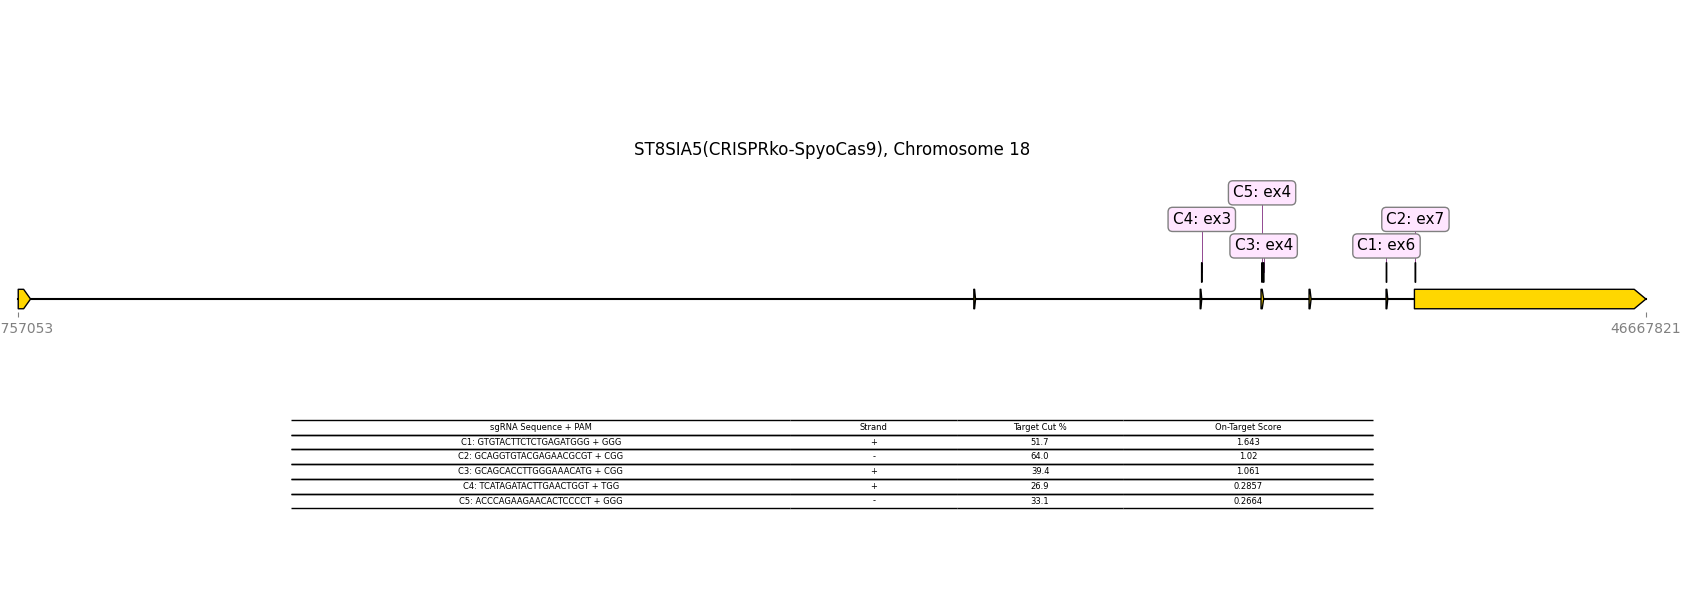 ST8SIA5(CRISPRko-SpyoCas9), Chromosome 18
C5: ex4
C4: ex3
C2: ex7
C3: ex4
C1: ex6
757053
46667821
sgRNA Sequence + PAM Strand Target Cut % On-Target Score
C1: GTGTACTTCTCTGAGATGGG + GGG + 51.7 1.643
C2: GCAGGTGTACGAGAACGCGT + CGG - 64.0 1.02
C3: GCAGCACCTTGGGAAACATG + CGG + 39.4 1.061
C4: TCATAGATACTTGAACTGGT + TGG + 26.9 0.2857
C5: ACCCAGAAGAACACTCCCCT + GGG - 33.1 0.2664